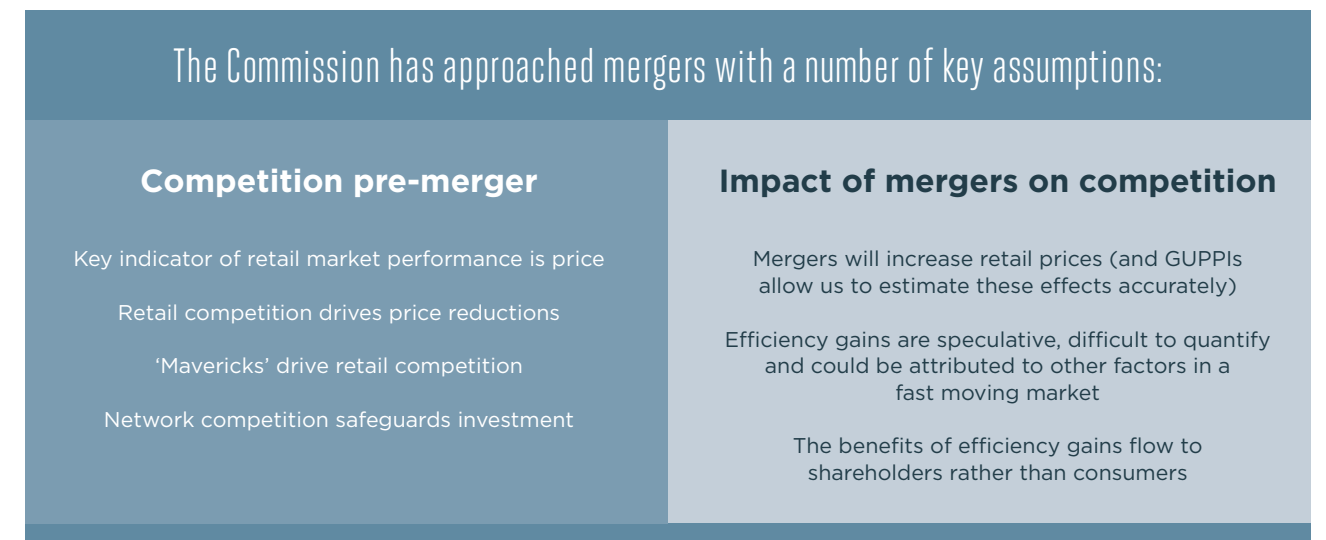 The Commission has approached mergers with a number of key assumptions:
Competition pre-merger
Key indicator of retail market performance is price
Retail competition drives price reductions
‘Mavericks’ drive retail competition
Network competition safeguards investment
Impact of mergers on competition
Mergers will increase retail prices (and GUPPIs
allow us to estimate these effects accurately)
Efficiency gains are speculative, difficult to quantify
and could be attributed to other factors in a
fast moving market
The benefits of efficiency gains flow to
shareholders rather than consumers